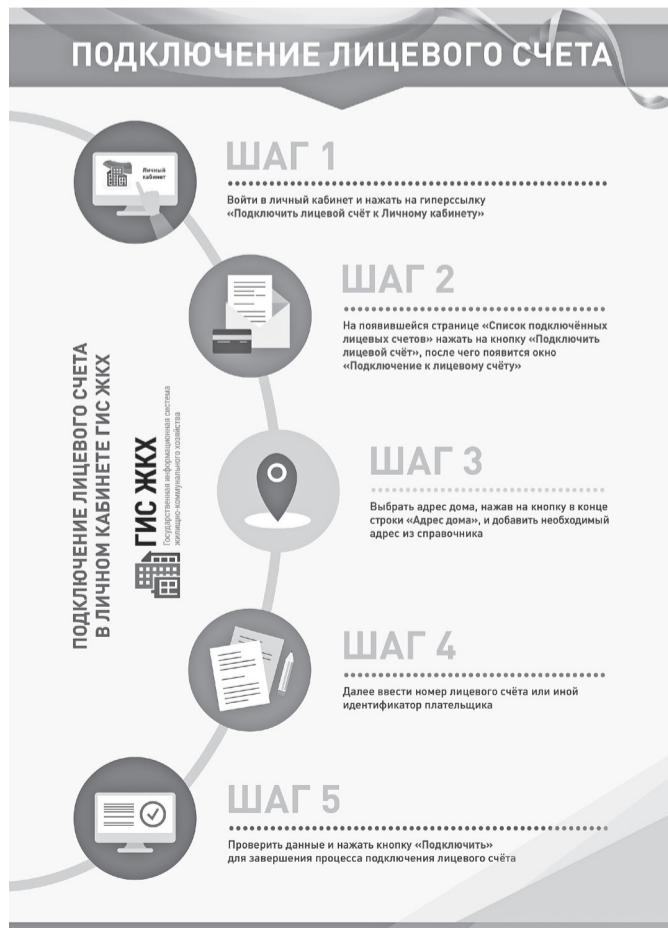 ПОДКЛЮЧЕНИЕ ЛИЦЕВОГО СЧЕТА
Личный
кабинет
ШАГ 1
Войти в личный кабинет и нажать на гиперссылку
«Подключить лицевой счёт к Личному кабинету»
ШАГ 2
На появившейся странице «Список подключённых
лицевых счетов» нажать на кнопку «Подключить
лицевой счёт», после чего появится окно
«Подключение к лицевому счёту»
ПОДКЛЮЧЕНИЕ ЛИЦЕВОГО СЧЕТА
В ЛИЧНОМ КАБИНЕТЕ ГИС ЖКХ
ГИС ЖКХ
Государственная информационная система
жилищно-коммунального хозяйства
ШАГ 3
Выбрать адрес дома, нажав на кнопку в конце
строки «Адрес дома», и добавить необходимый
адрес из справочника
ШАГ 4
Далее ввести номер лицевого счёта или иной
идентификатор плательщика
ШАГ 5
Проверить данные и нажать кнопку «Подключить»
для завершения процесса подключения лицевого счёта